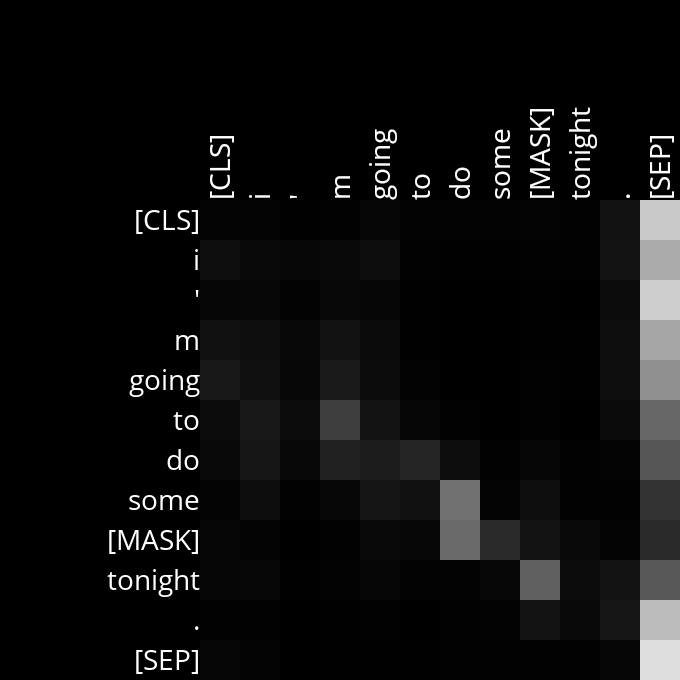 [CLS] i ' m going to do some [MASK] tonight . [SEP]
[CLS]
i
'
m
going
to
do
some
[MASK]
tonight
.
[SEP]